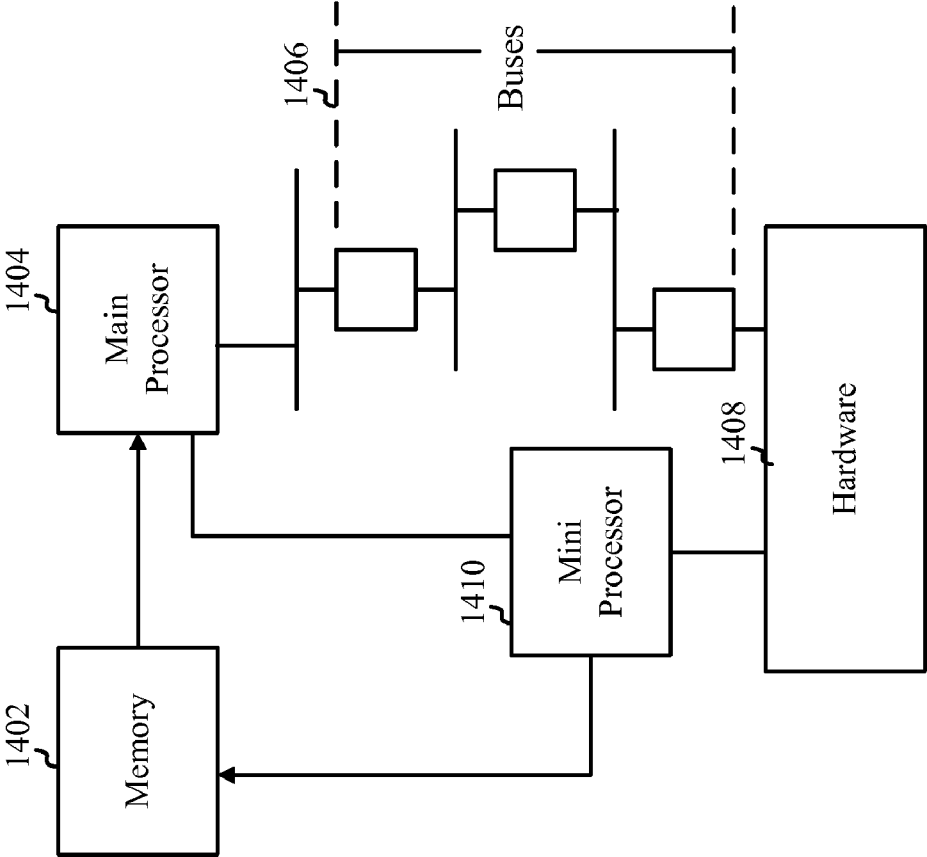 1402
Memory
1404
Main
Processor
1406
Buses
1410
Mini
Processor
1408
Hardware